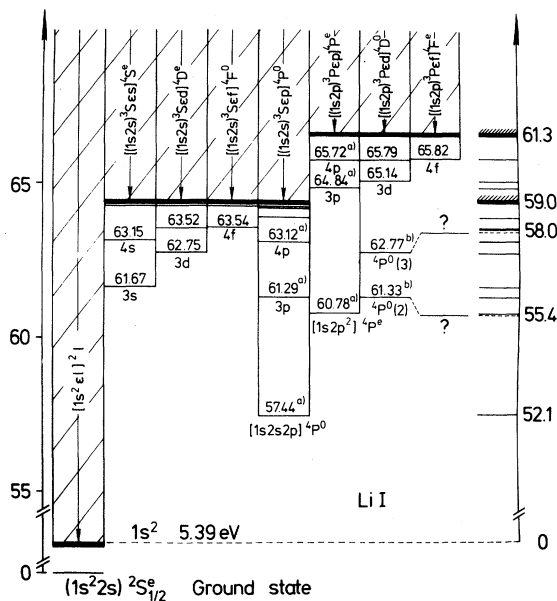 [(1s2s)³Sεs]⁴Sᵉ
[(1s2s)³Sεd]⁴Dᵉ
[(1s2s)³Sεf]⁴F⁰
[(1s2s)³Sεp]⁴P⁰
[(1s2p)³Pεp]⁴Pᵉ
[(1s2p)³Pεd]⁴D⁰
[(1s2p)³Pεf]⁴Fᵉ
61.3
65.72ᵃ⁾ 65.79 65.82
4p 4f
65
64.84ᵃ⁾ 65.14
3p 3d
59.0
63.15 63.52 63.54 63.12ᵃ⁾
4s 4f 4p
? 58.0
61.67 62.75 62.77ᵇ⁾
3s 3d ⁴P⁰(3)
61.29ᵃ⁾ 60.78ᵃ⁾ 61.33ᵇ⁾
3p [1s2p²] ⁴Pᵉ ⁴P⁰(2)
? 55.4
60
[1s² εl] ² l
57.44ᵃ⁾
[1s2s2p] ⁴P⁰
52.1
55
Li I
1s² 5.39 eV
0
0
(1s²2s) ²Sᵉ₁/₂ Ground state